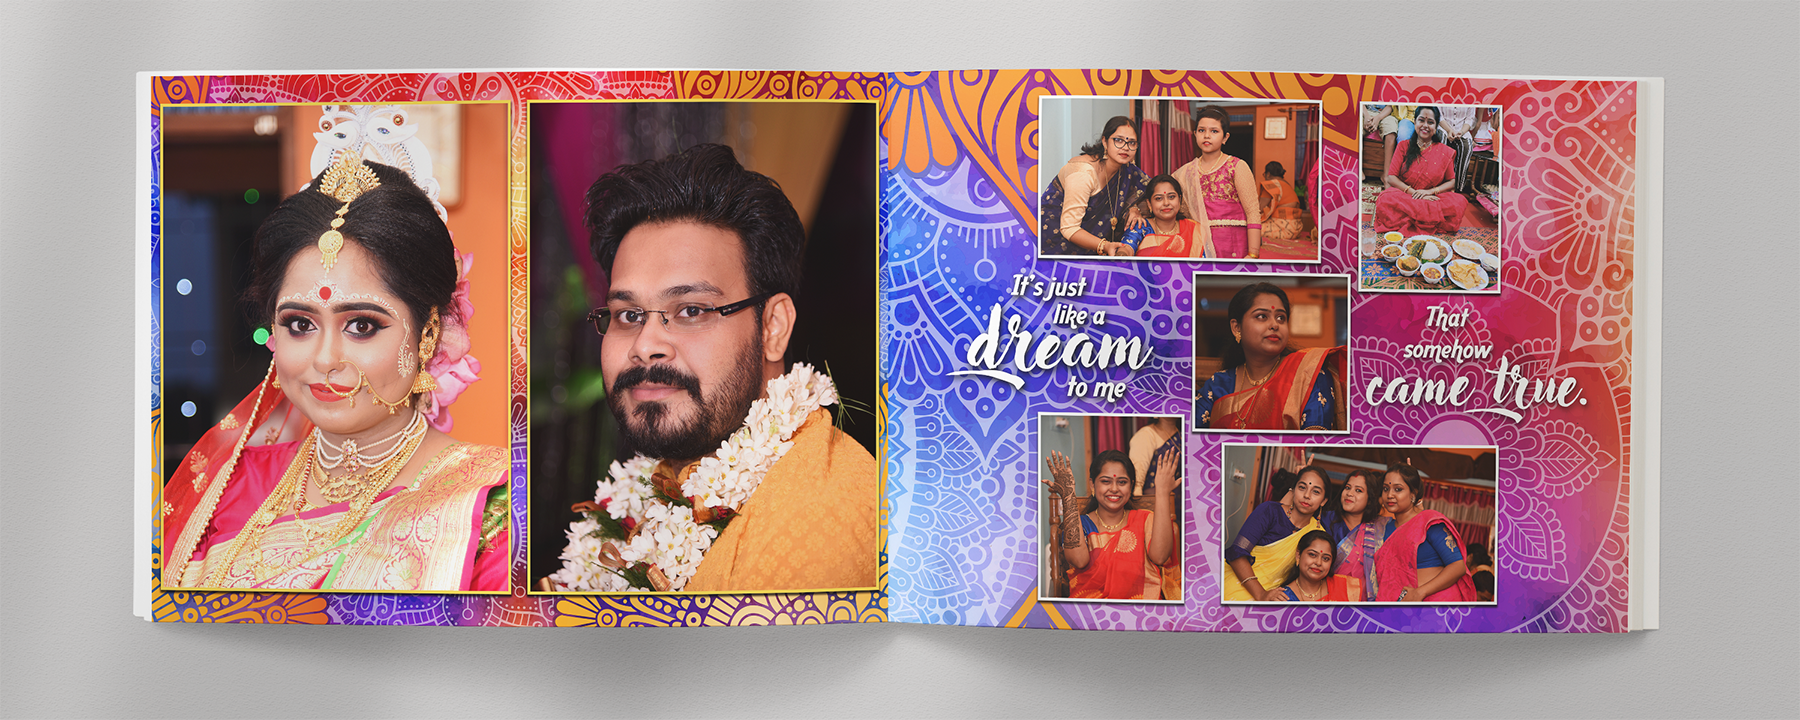 It's just
like a
dream
to me
That
somehow
came true.